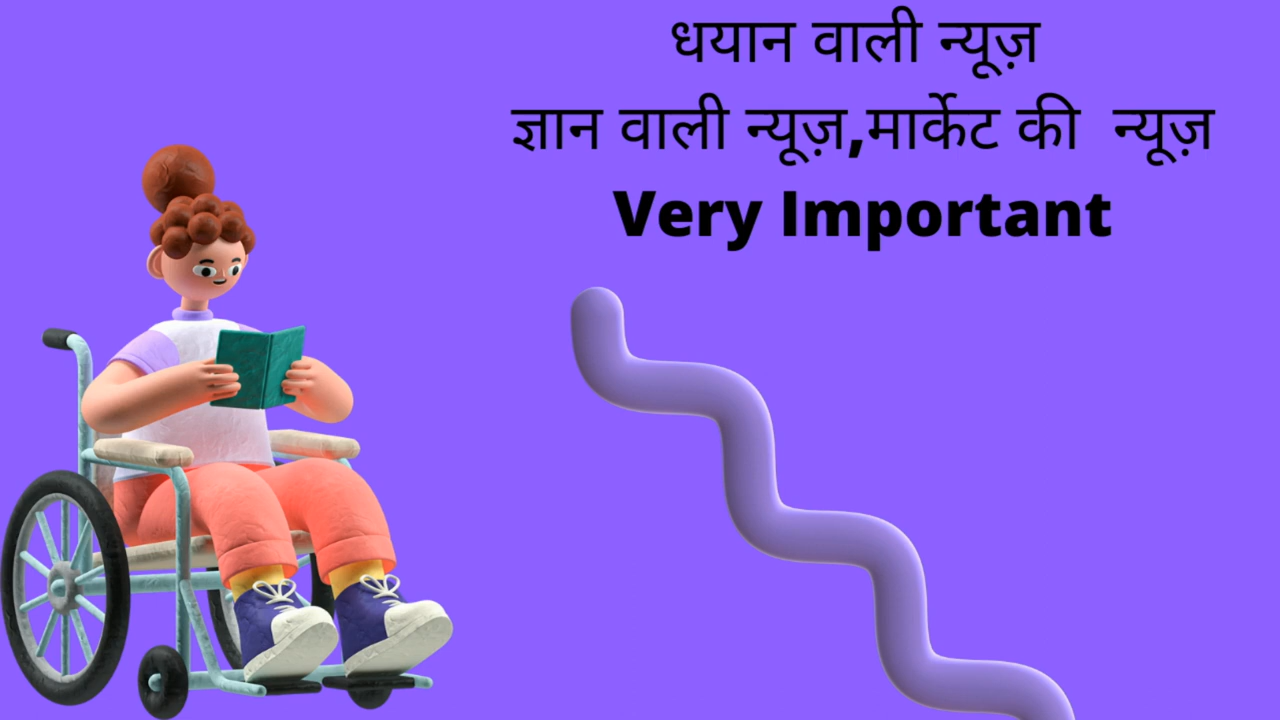 धयान वाली न्यूज़
ज्ञान वाली न्यूज़,मार्केट की न्यूज़
Very Important